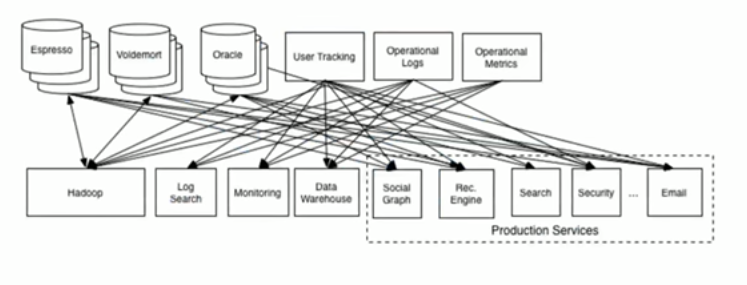 Espresso
Voldemort
Oracle
User Tracking
Operational
Logs
Operational
Metrics
Hadoop
Log
Search
Monitoring
Data
Warehouse
Social
Graph
Rec.
Engine
Search
Security
...
Email
Production Services